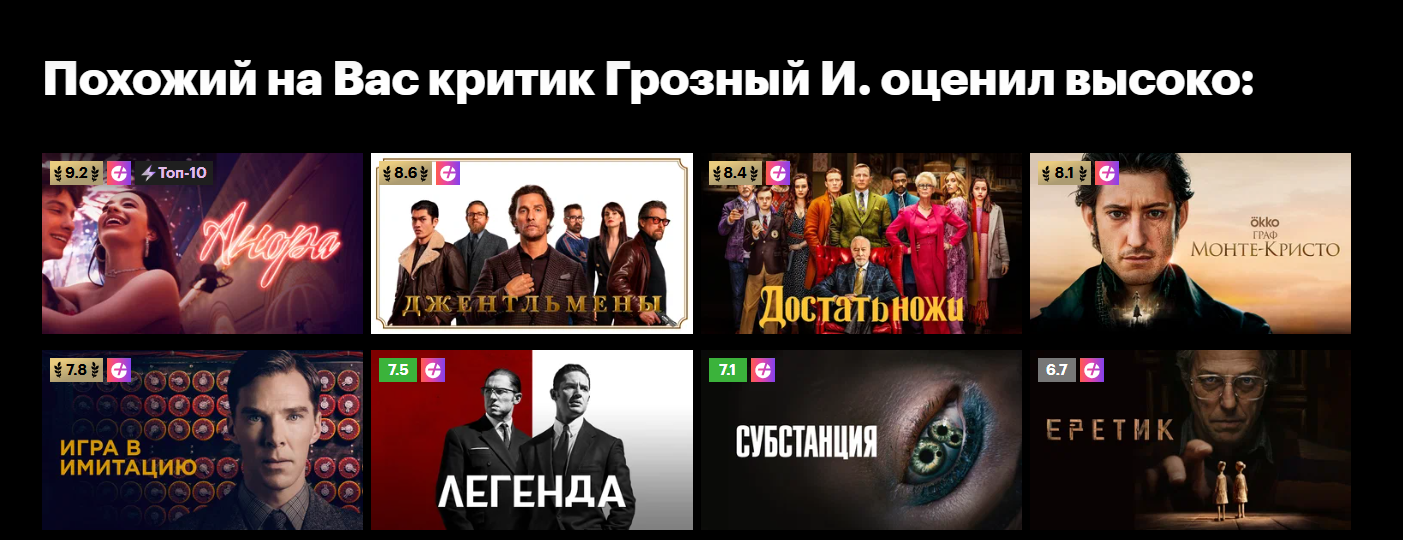 Похожий на Вас критик Грозный И. оценил высоко:
9.2
Топ-10
Анора
8.6
ДЖЕНТЛЬМЕНЫ
8.4
Достать ножи
8.1
ökko
ГРАФ
МОНТЕ-КРИСТО
7.8
ИГРА В
ИМИТАЦИЮ
7.5
ЛЕГЕНДА
7.1
СУБСТАНЦИЯ
6.7
ЕРЕТИК